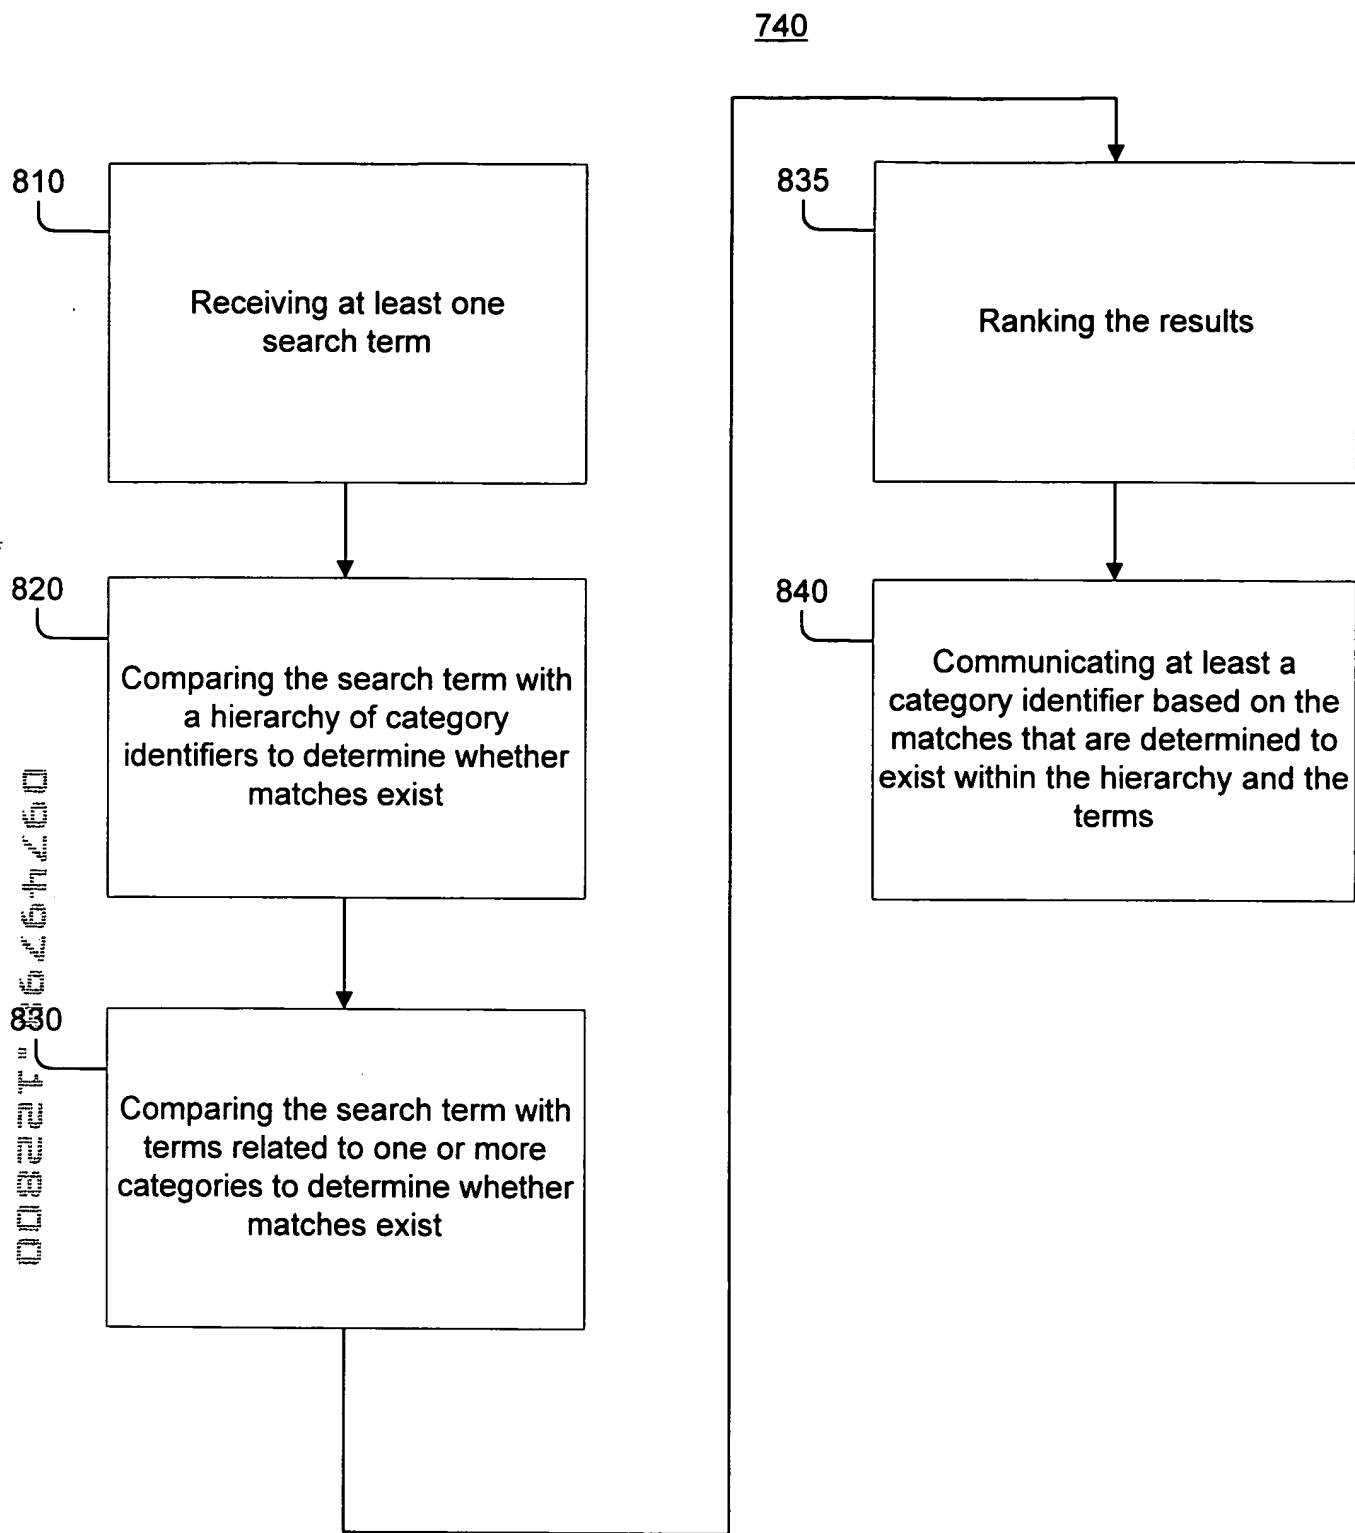 740
810
Receiving at least one
search term
820
Comparing the search term with
a hierarchy of category
identifiers to determine whether
matches exist
830
Comparing the search term with
terms related to one or more
categories to determine whether
matches exist
835
Ranking the results
840
Communicating at least a
category identifier based on the
matches that are determined to
exist within the hierarchy and the
terms